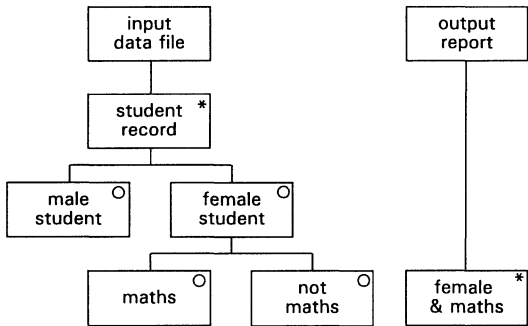 input
data file
output
report
student *
record
male
student
female
student
maths
not
maths
female *
& maths